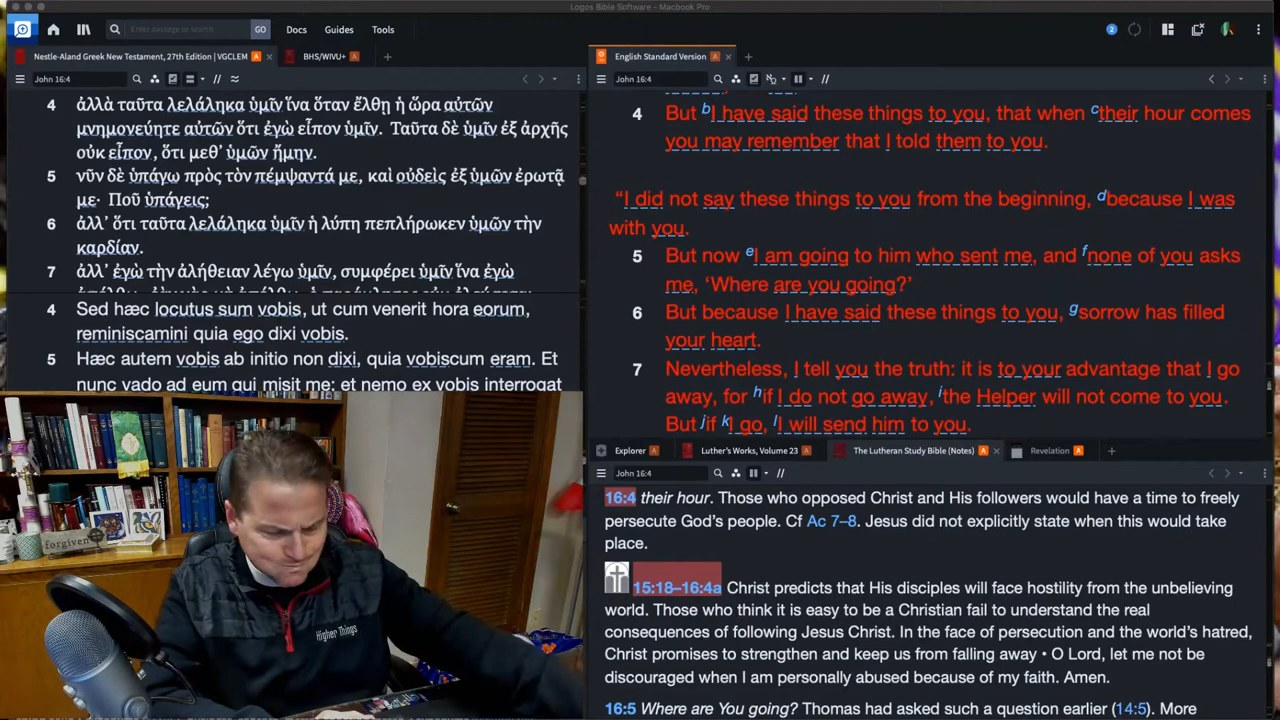 Logos Bible Software - Macbook Pro
Enter passage or search
GO
Docs
Guides
Tools
2
Nestle-Aland Greek New Testament, 27th Edition | VGCLEM A
BHS/WIVU+ A
John 16:4
4 ἀλλὰ ταῦτα λελάληκα ὑμῖν ἵνα ὅταν ἔλθῃ ἡ ὥρα αὐτῶν
μνημονεύητε αὐτῶν ὅτι ἐγὼ εἶπον ὑμῖν. Ταῦτα δὲ ὑμῖν ἐξ ἀρχῆς
οὐκ εἶπον, ὅτι μεθʼ ὑμῶν ἤμην.
5 νῦν δὲ ὑπάγω πρὸς τὸν πέμψαντά με, καὶ οὐδεὶς ἐξ ὑμῶν ἐρωτᾷ
με· Ποῦ ὑπάγεις;
6 ἀλλʼ ὅτι ταῦτα λελάληκα ὑμῖν ἡ λύπη πεπλήρωκεν ὑμῶν τὴν
καρδίαν.
7 ἀλλʼ ἐγὼ τὴν ἀλήθειαν λέγω ὑμῖν, συμφέρει ὑμῖν ἵνα ἐγὼ
4 Sed hæc locutus sum vobis, ut cum venerit hora eorum,
reminiscamini quia ego dixi vobis.
5 Hæc autem vobis ab initio non dixi, quia vobiscum eram. Et
nunc vado ad eum qui misit me; et nemo ex vobis interrogat
English Standard Version A
John 16:4
4 But b I have said these things to you, that when c their hour comes
you may remember that I told them to you.
“I did not say these things to you from the beginning, d because I was
with you.
5 But now e I am going to him who sent me, and f none of you asks
me, ‘Where are you going?’
6 But because I have said these things to you, g sorrow has filled
your heart.
7 Nevertheless, I tell you the truth: it is to your advantage that I go
away, for h if I do not go away, i the Helper will not come to you.
But j if k I go, l I will send him to you.
Explorer A
Luther's Works, Volume 23 A
The Lutheran Study Bible (Notes) A
Revelation A
John 16:4
16:4 their hour. Those who opposed Christ and His followers would have a time to freely
persecute God’s people. Cf Ac 7–8. Jesus did not explicitly state when this would take
place.
15:18–16:4a Christ predicts that His disciples will face hostility from the unbelieving
world. Those who think it is easy to be a Christian fail to understand the real
consequences of following Jesus Christ. In the face of persecution and the world’s hatred,
Christ promises to strengthen and keep us from falling away • O Lord, let me not be
discouraged when I am personally abused because of my faith. Amen.
16:5 Where are You going? Thomas had asked such a question earlier (14:5). More
forgiven
Higher Things